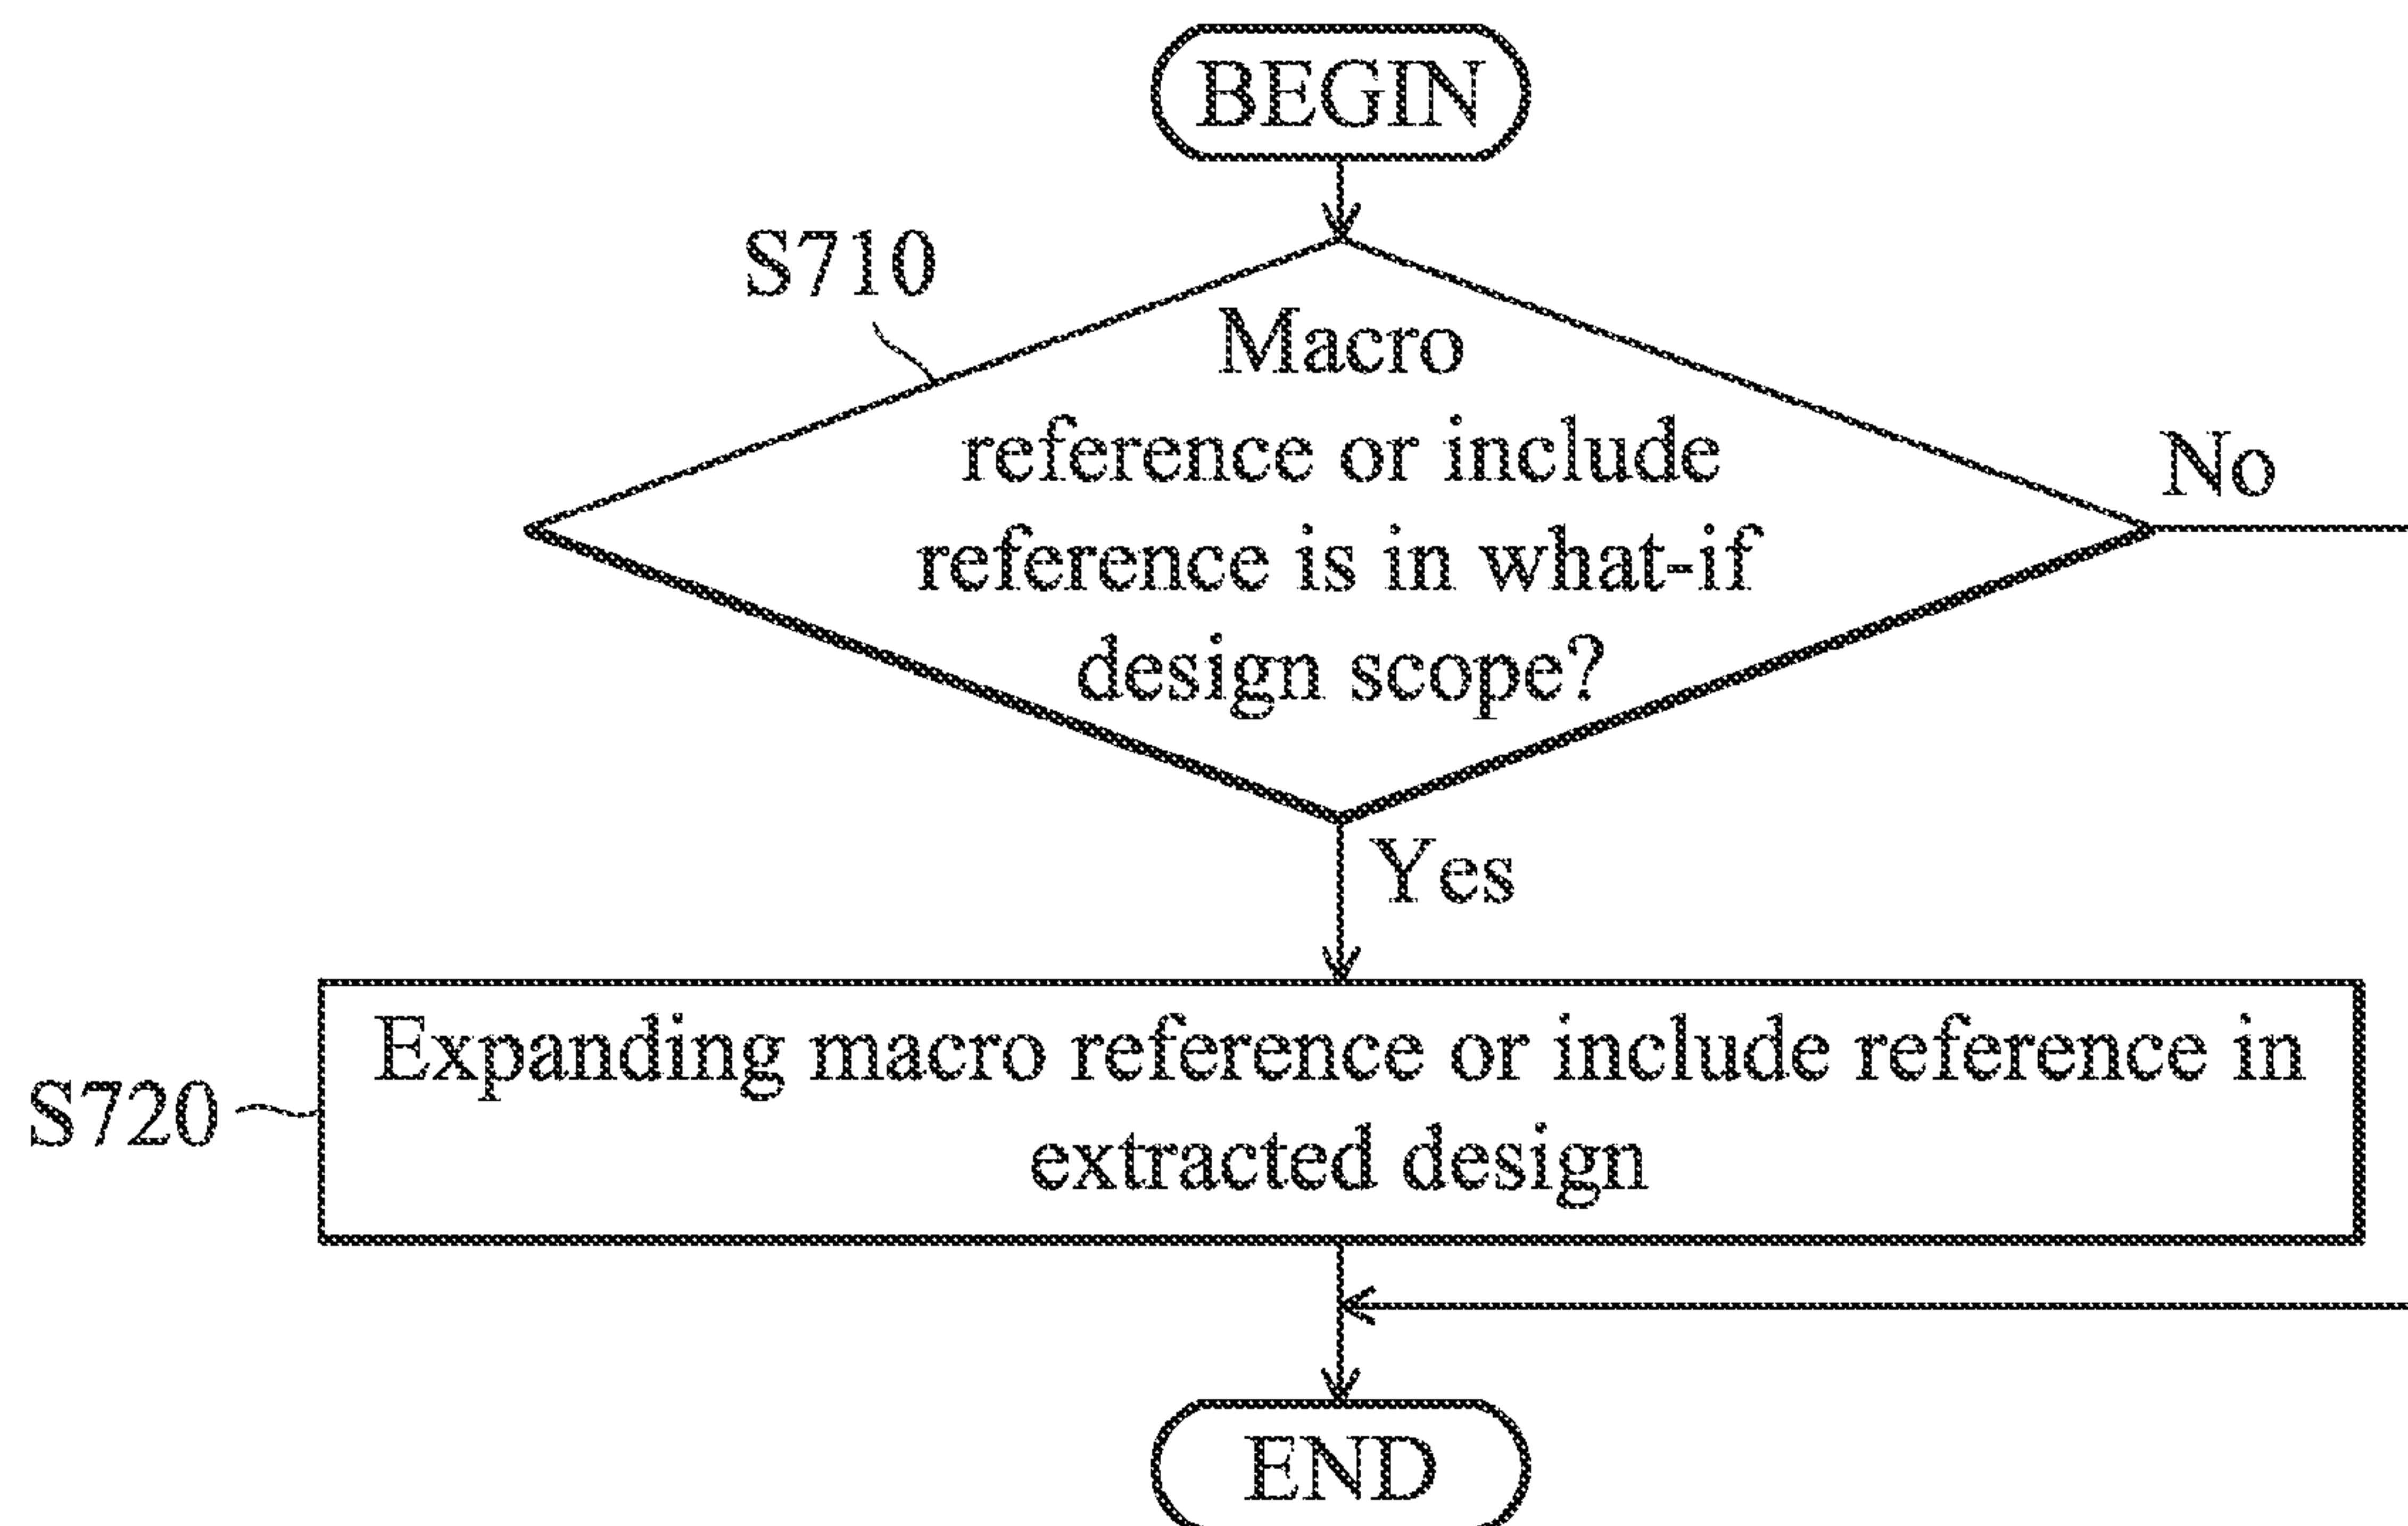 BEGIN
S710
Macro
reference or include
reference is in what-if
design scope?
No
Yes
Expanding macro reference or include reference in
extracted design
S720
END